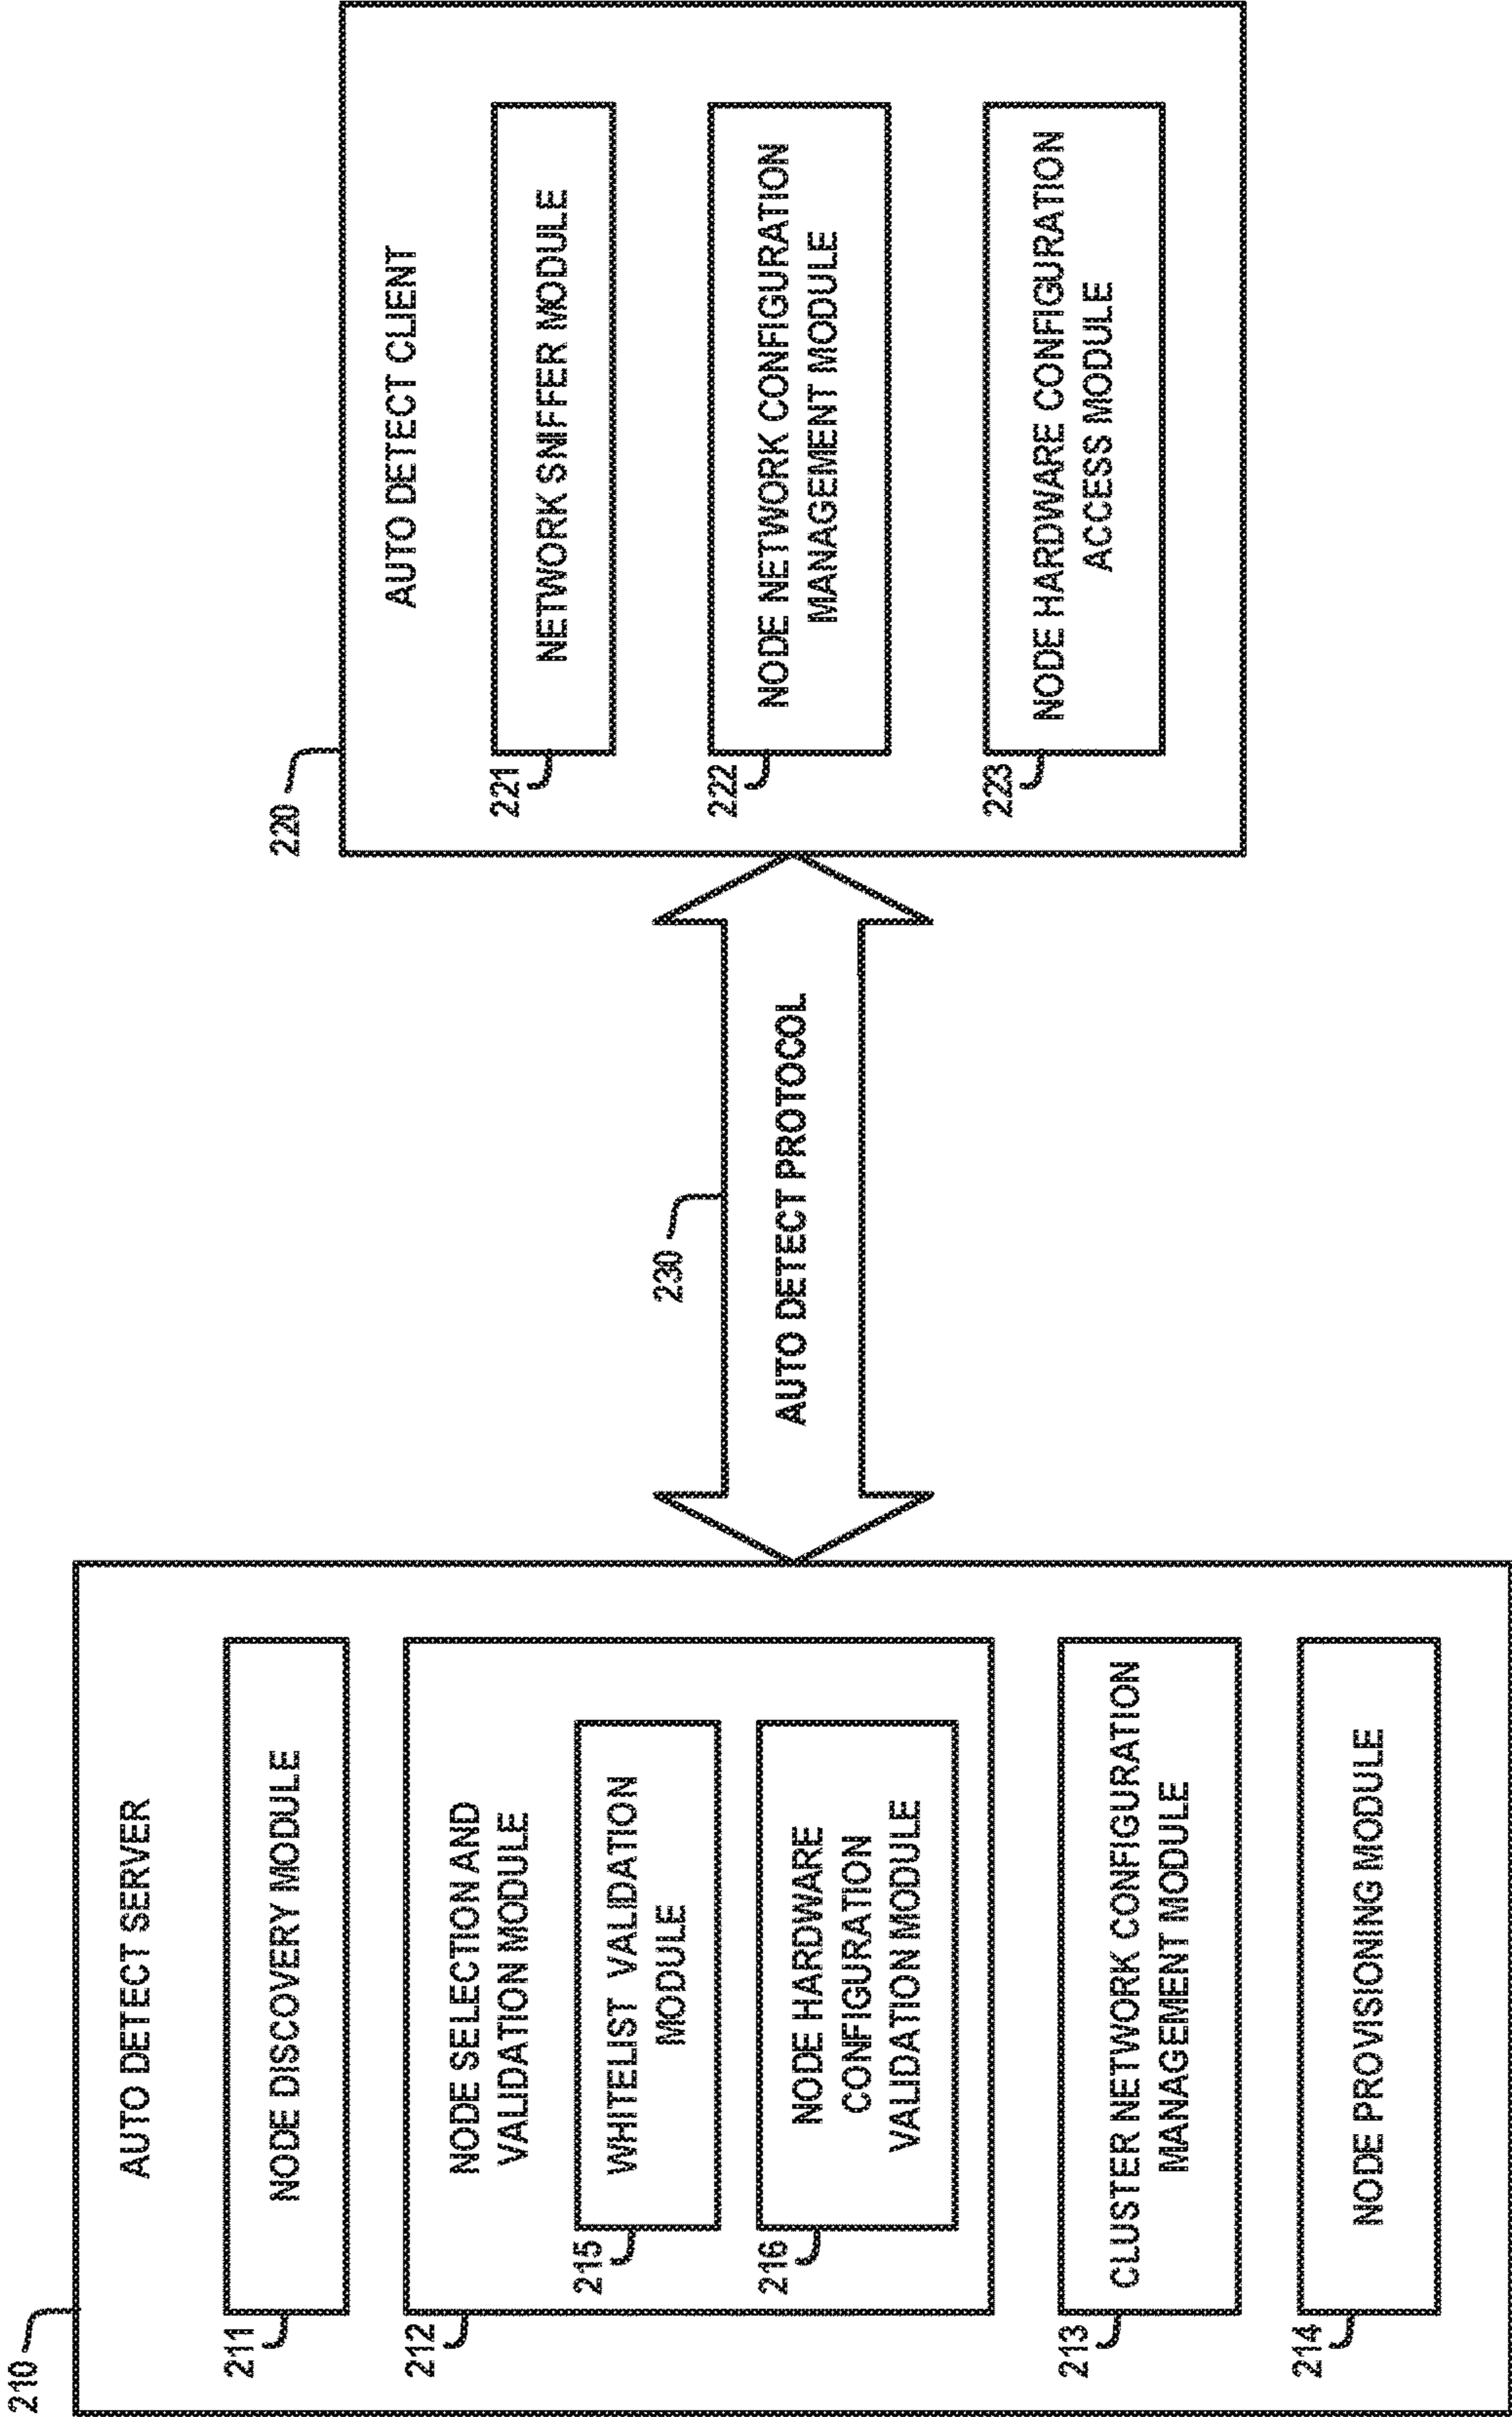 210
AUTO DETECT SERVER
211
NODE DISCOVERY MODULE
212
NODE SELECTION AND
VALIDATION MODULE
215
WHITELIST VALIDATION
MODULE
216
NODE HARDWARE
CONFIGURATION
VALIDATION MODULE
213
CLUSTER NETWORK CONFIGURATION
MANAGEMENT MODULE
214
NODE PROVISIONING MODULE
230
AUTO DETECT PROTOCOL
220
AUTO DETECT CLIENT
221
NETWORK SNIFFER MODULE
222
NODE NETWORK CONFIGURATION
MANAGEMENT MODULE
223
NODE HARDWARE CONFIGURATION
ACCESS MODULE